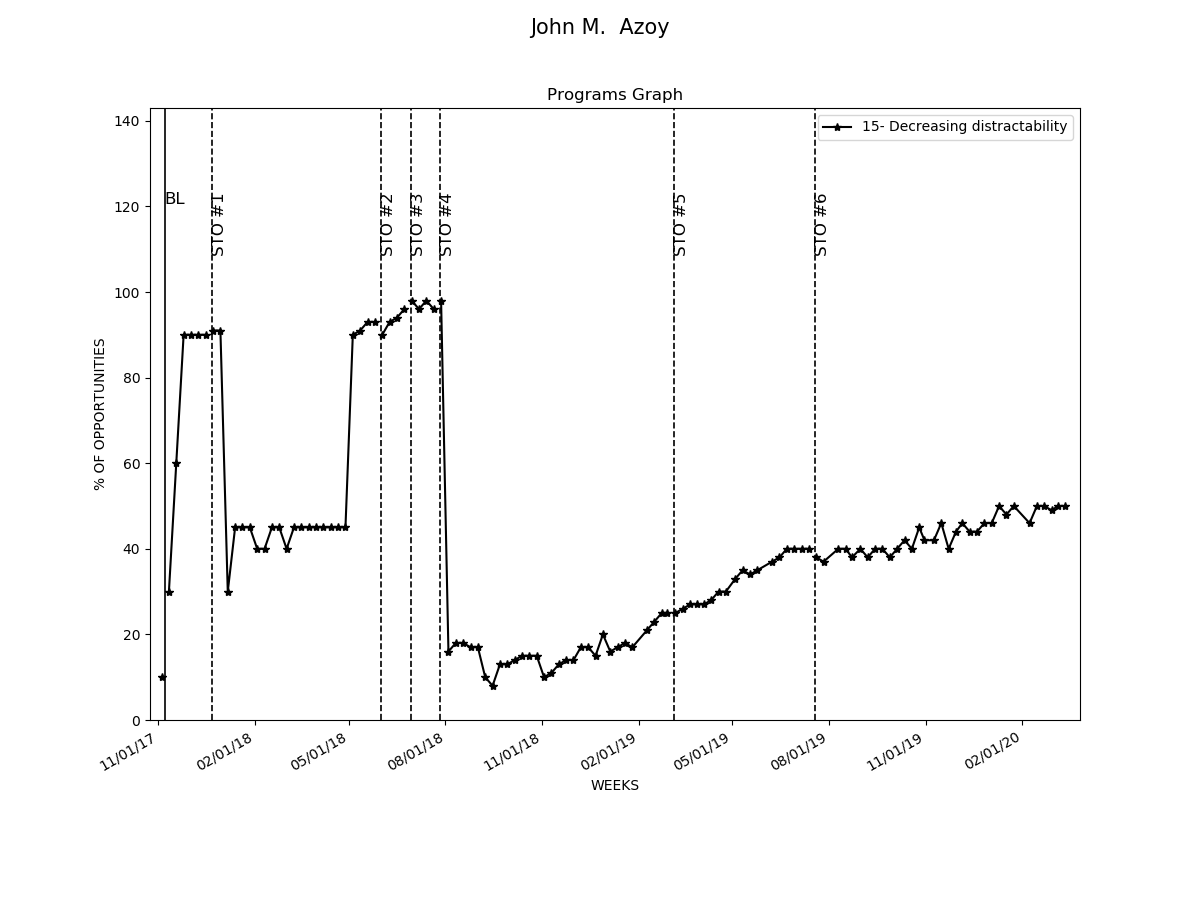 John M.  Azoy
Programs Graph
15- Decreasing distractability
BL
STO #1
STO #2
STO #3
STO #4
STO #5
STO #6
% OF OPPORTUNITIES
140
120
100
80
60
40
20
0
11/01/17
02/01/18
05/01/18
08/01/18
11/01/18
02/01/19
05/01/19
08/01/19
11/01/19
02/01/20
WEEKS